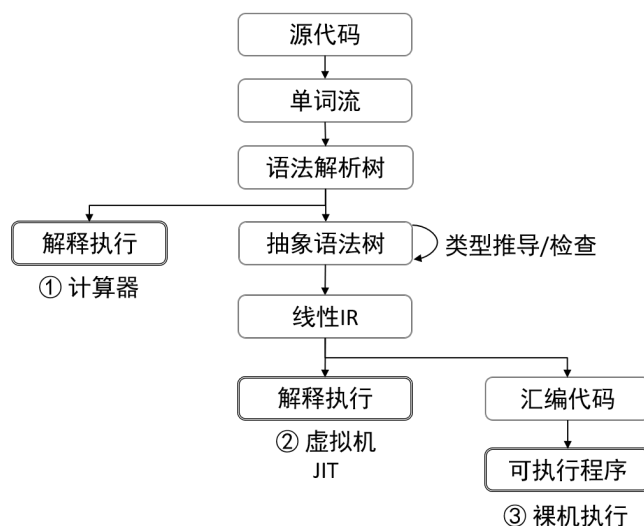 源代码
单词流
语法解析树
解释执行
① 计算器
抽象语法树
类型推导/检查
线性IR
解释执行
② 虚拟机
JIT
汇编代码
可执行程序
③ 裸机执行